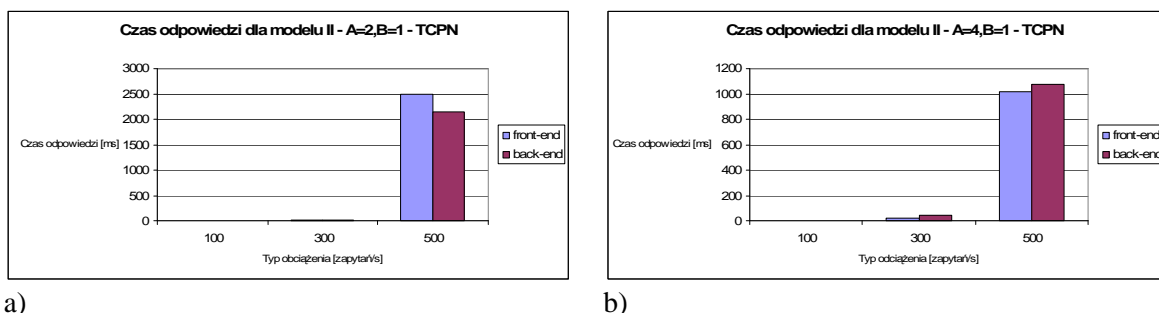 Czas odpowiedzi dla modelu II - A=2,B=1 - TCPN
3000
2500
2000
1500
1000
500
0
Czas odpowiedzi [ms]
100
300
500
Typ obciążenia [zapytań/s]
front-end
back-end
a)
Czas odpowiedzi dla modelu II - A=4,B=1 - TCPN
1200
1000
800
600
400
200
0
Czas odpowiedzi [ms]
100
300
500
Typ odciążenia [zapytań/s]
front-end
back-end
b)